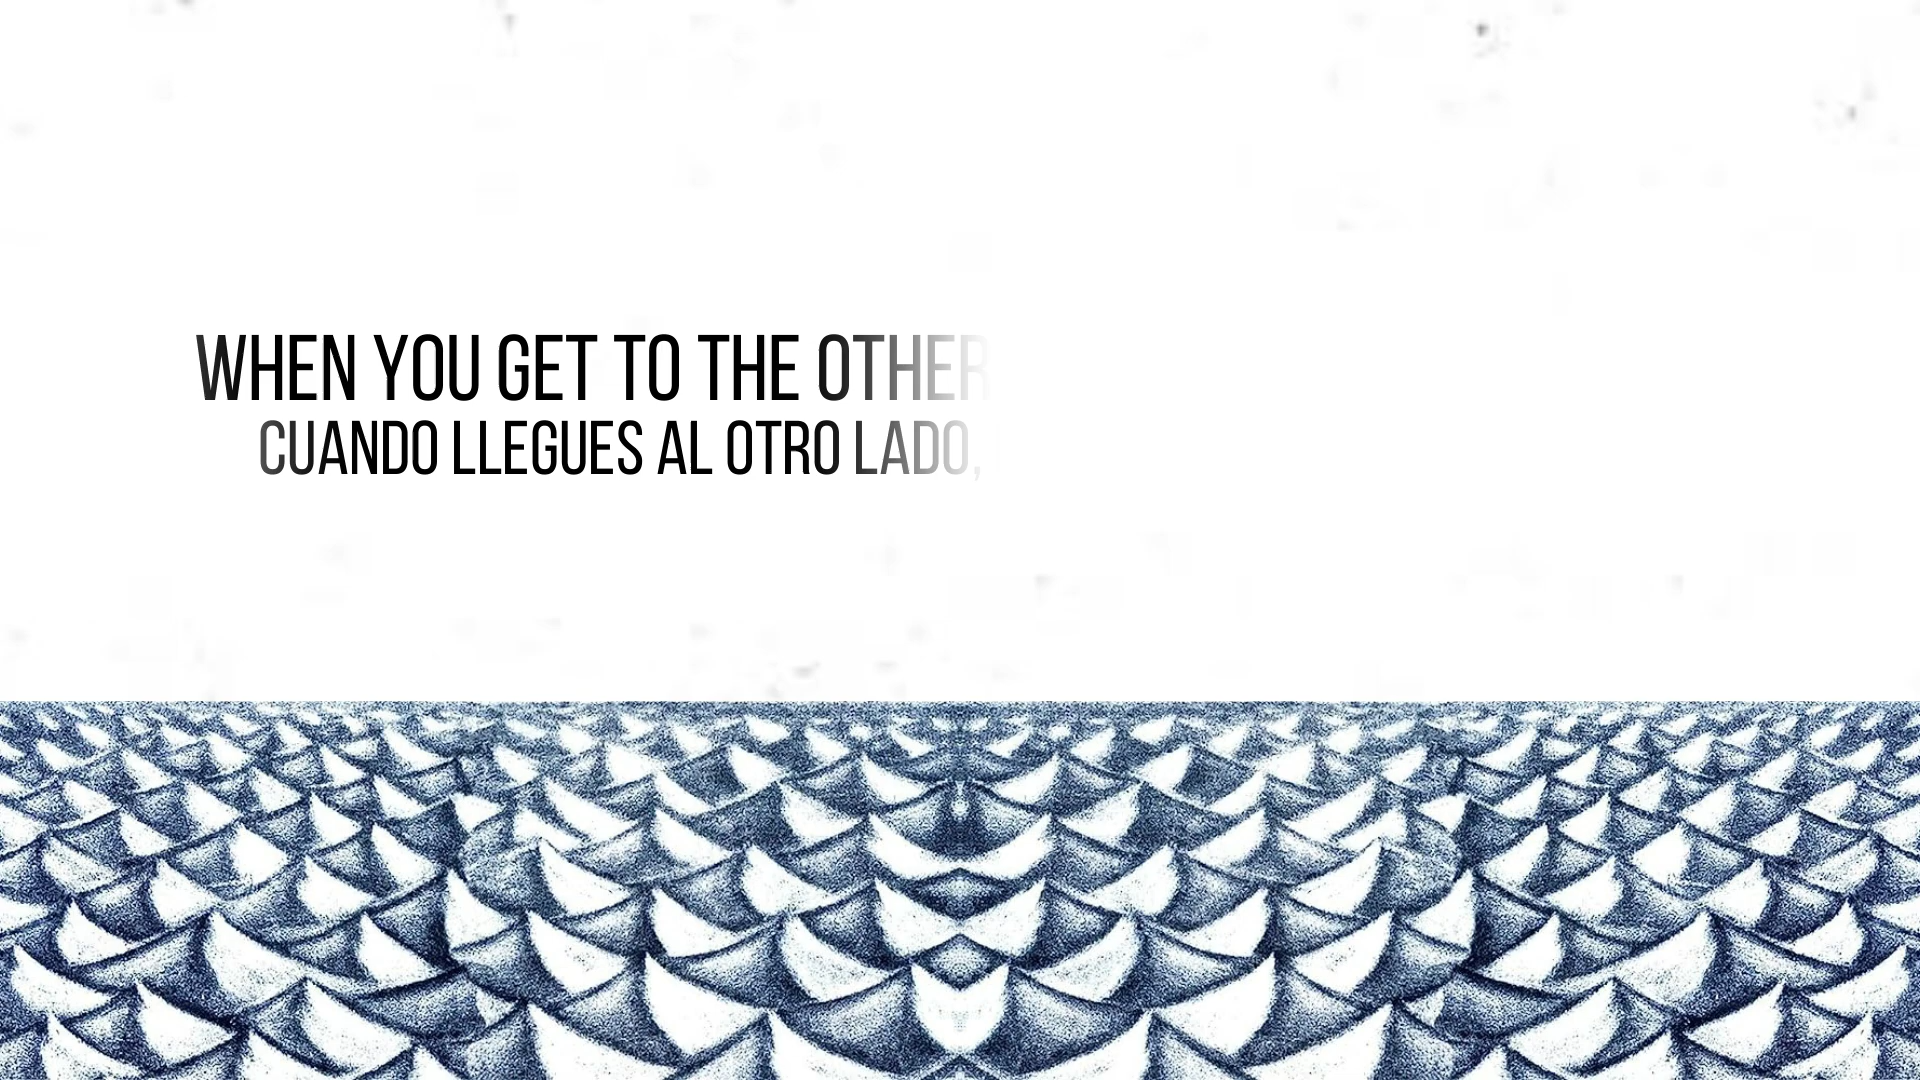 WHEN YOU GET TO THE OTHER
CUANDO LLEGUES AL OTRO LADO,